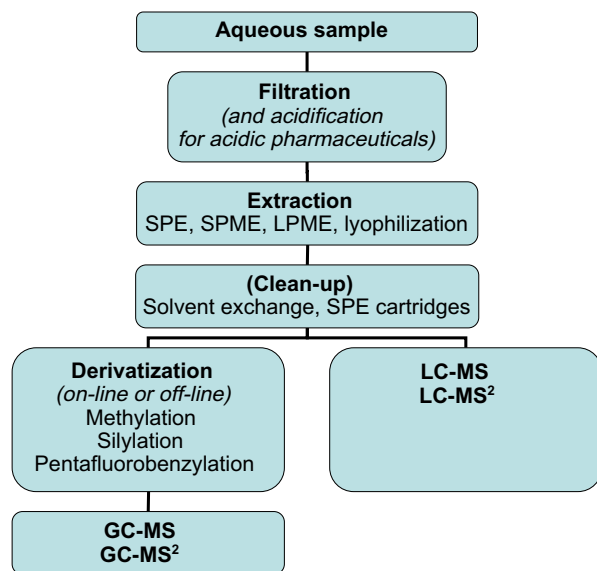 Aqueous sample
Filtration
(and acidification
for acidic pharmaceuticals)
Extraction
SPE, SPME, LPME, lyophilization
(Clean-up)
Solvent exchange, SPE cartridges
Derivatization
(on-line or off-line)
Methylation
Silylation
Pentafluorobenzylation
LC-MS
LC-MS²
GC-MS
GC-MS²